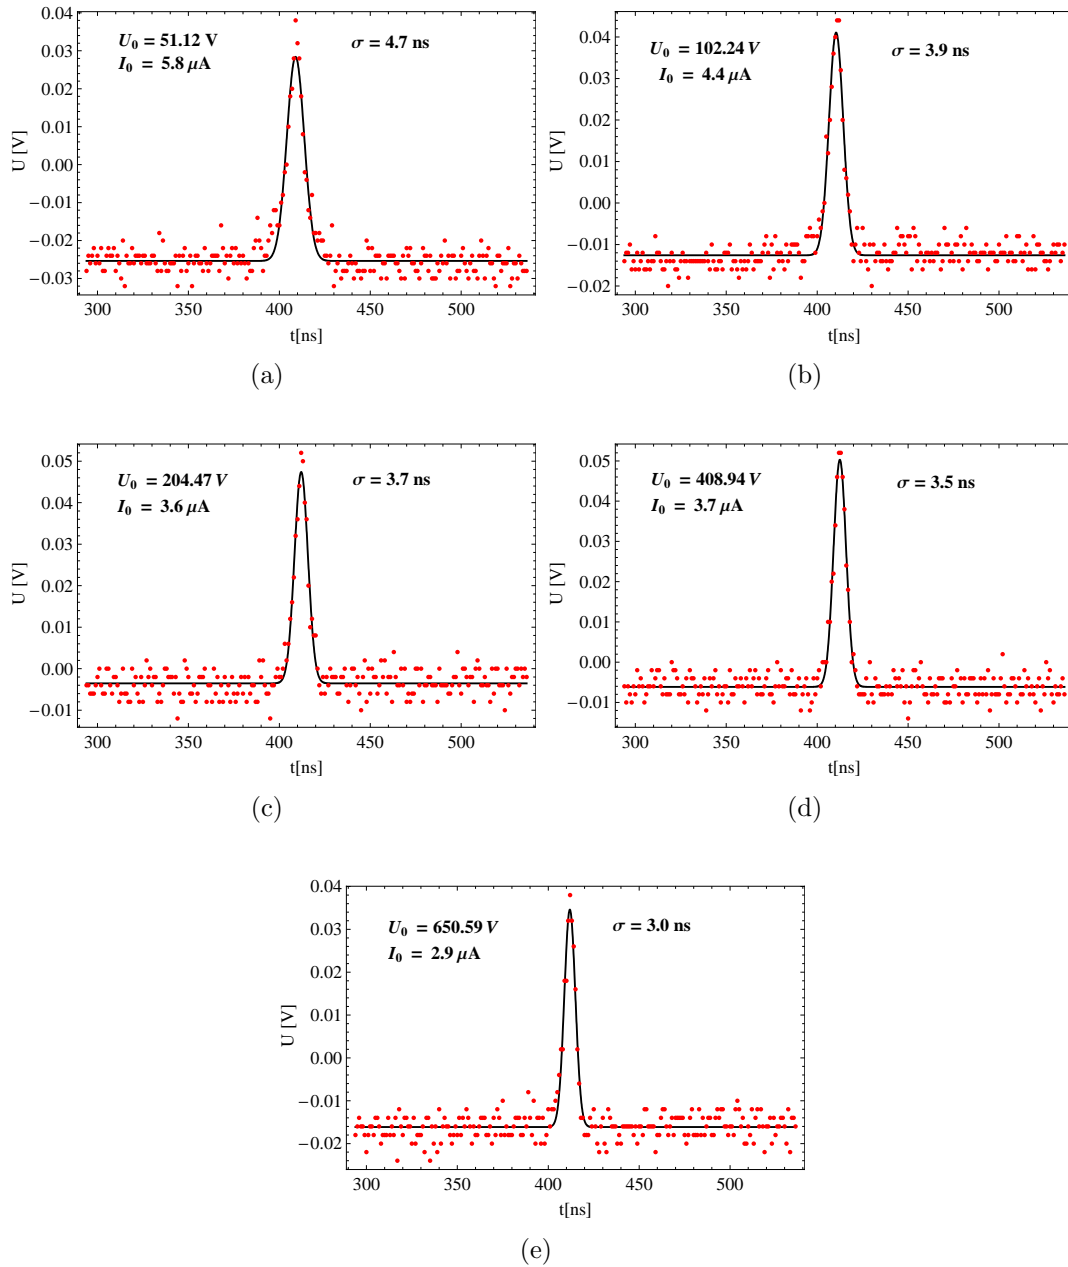 0.04
0.03
0.02
0.01
0.00
−0.01
−0.02
−0.03
U [V]
U0 = 51.12 V
I0 = 5.8 μA
σ = 4.7 ns
300 350 400 450 500
t[ns]
(a)
0.04
0.03
0.02
0.01
0.00
−0.01
−0.02
U [V]
U0 = 102.24 V
I0 = 4.4 μA
σ = 3.9 ns
300 350 400 450 500
t[ns]
(b)
0.05
0.04
0.03
0.02
0.01
0.00
−0.01
U [V]
U0 = 204.47 V
I0 = 3.6 μA
σ = 3.7 ns
300 350 400 450 500
t[ns]
(c)
0.05
0.04
0.03
0.02
0.01
0.00
−0.01
U [V]
U0 = 408.94 V
I0 = 3.7 μA
σ = 3.5 ns
300 350 400 450 500
t[ns]
(d)
0.04
0.03
0.02
0.01
0.00
−0.01
−0.02
U [V]
U0 = 650.59 V
I0 = 2.9 μA
σ = 3.0 ns
300 350 400 450 500
t[ns]
(e)